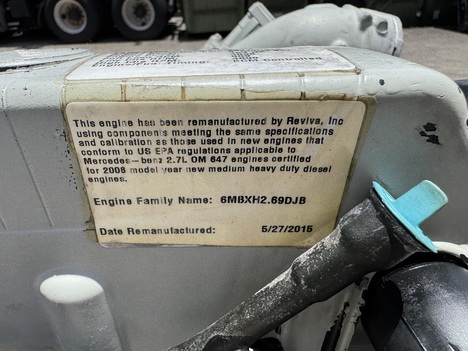 Controlled
This engine has been remanufactured by Reviva, Inc
using components meeting the same specifications
and calibration as those used in new engines that
conform to US EPA regulations applicable to
Mercedes-benz 2.7L OM 647 engines certified
for 2006 model year new medium heavy duty diesel
engines.
Engine Family Name: 6MBXH2.69DJB
Date Remanufactured: 5/27/2015